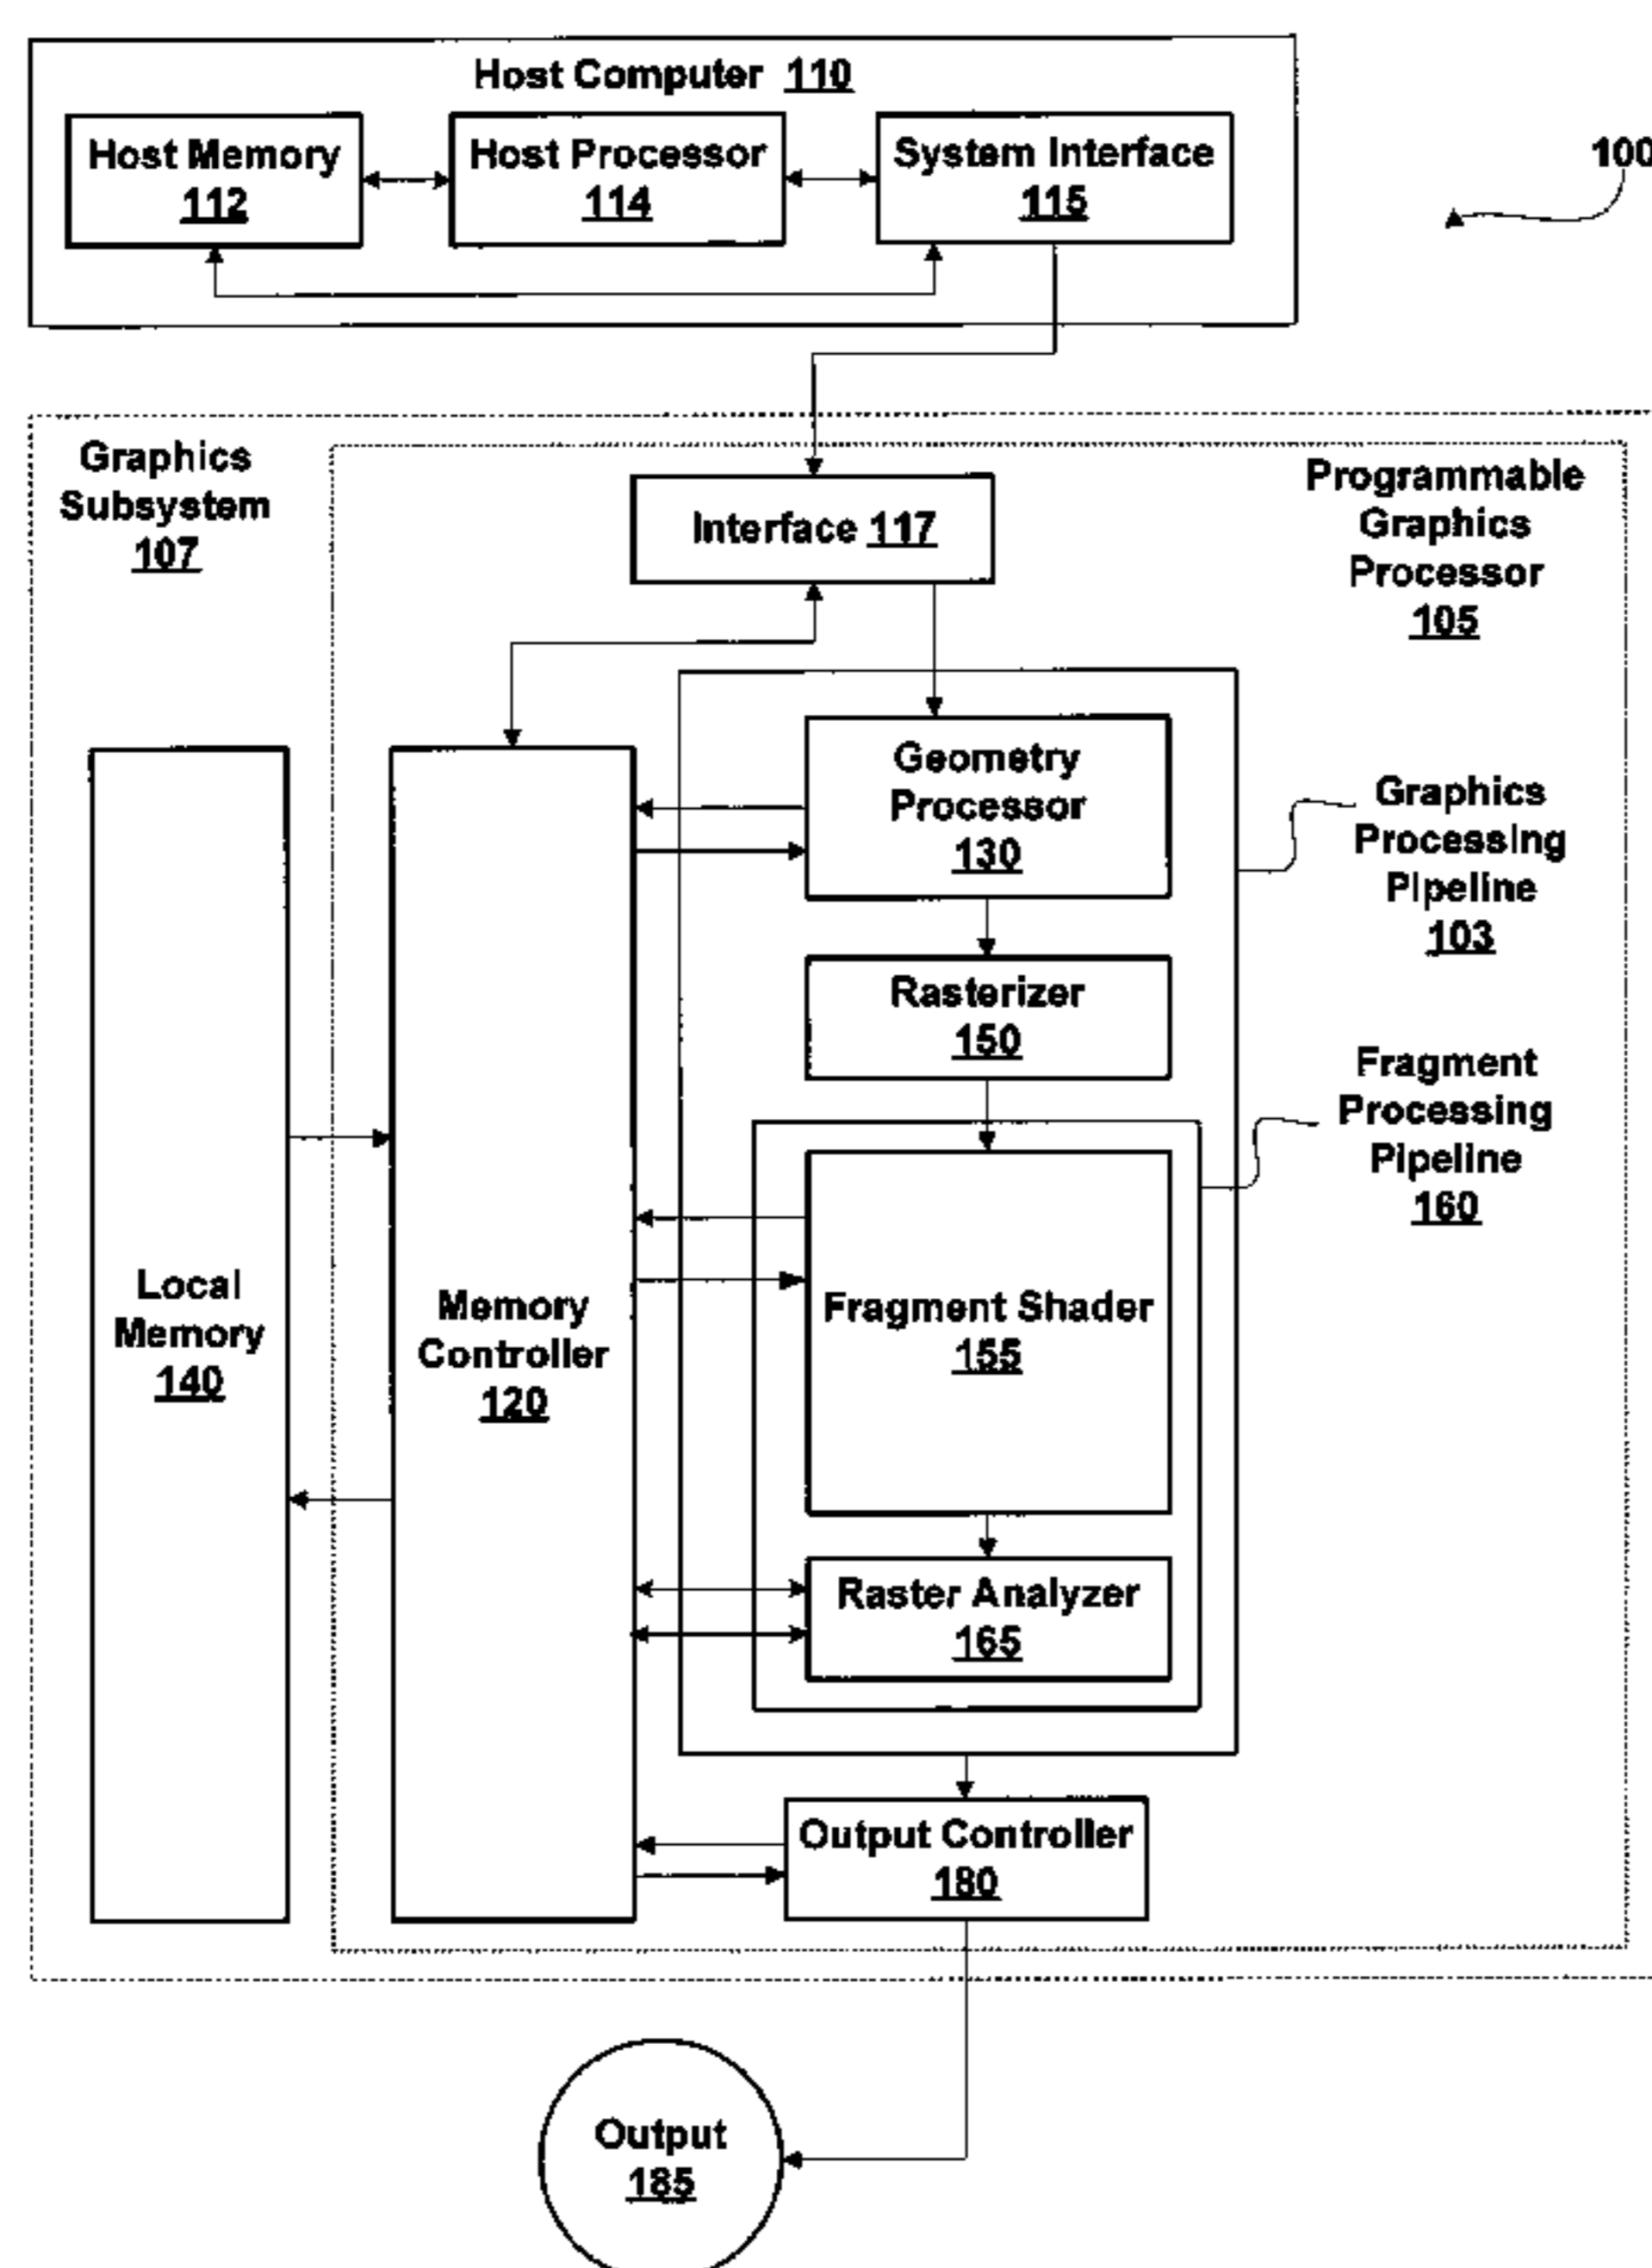 Host Computer 110
Host Memory
112
Host Processor
114
System Interface
115
100
Graphics
Subsystem
107
Interface 117
Programmable
Graphics
Processor
105
Geometry
Processor
130
Graphics
Processing
Pipeline
103
Rasterizer
150
Fragment
Processing
Pipeline
160
Local
Memory
140
Memory
Controller
120
Fragment Shader
155
Raster Analyzer
165
Output Controller
180
Output
185